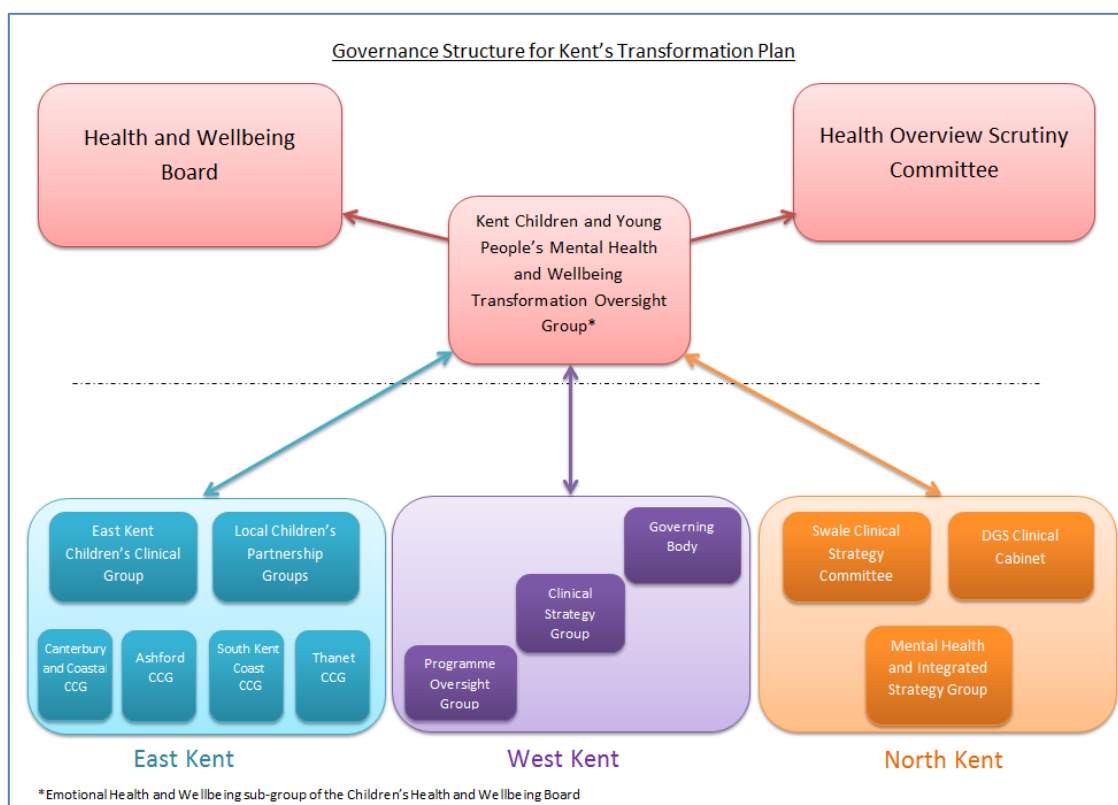 Governance Structure for Kent's Transformation Plan
Health and Wellbeing
Board
Health Overview Scrutiny
Committee
Kent Children and Young
People's Mental Health
and Wellbeing
Transformation Oversight
Group*
East Kent
Children's Clinical
Group
Local Children's
Partnership
Groups
Canterbury
and Coastal
CCG
Ashford
CCG
South Kent
Coast
CCG
Thanet
CCG
Governing
Body
Clinical
Strategy
Group
Programme
Oversight
Group
Swale Clinical
Strategy
Committee
DGS Clinical
Cabinet
Mental Health
and Integrated
Strategy Group
East Kent
West Kent
North Kent
*Emotional Health and Wellbeing sub-group of the Children's Health and Wellbeing Board